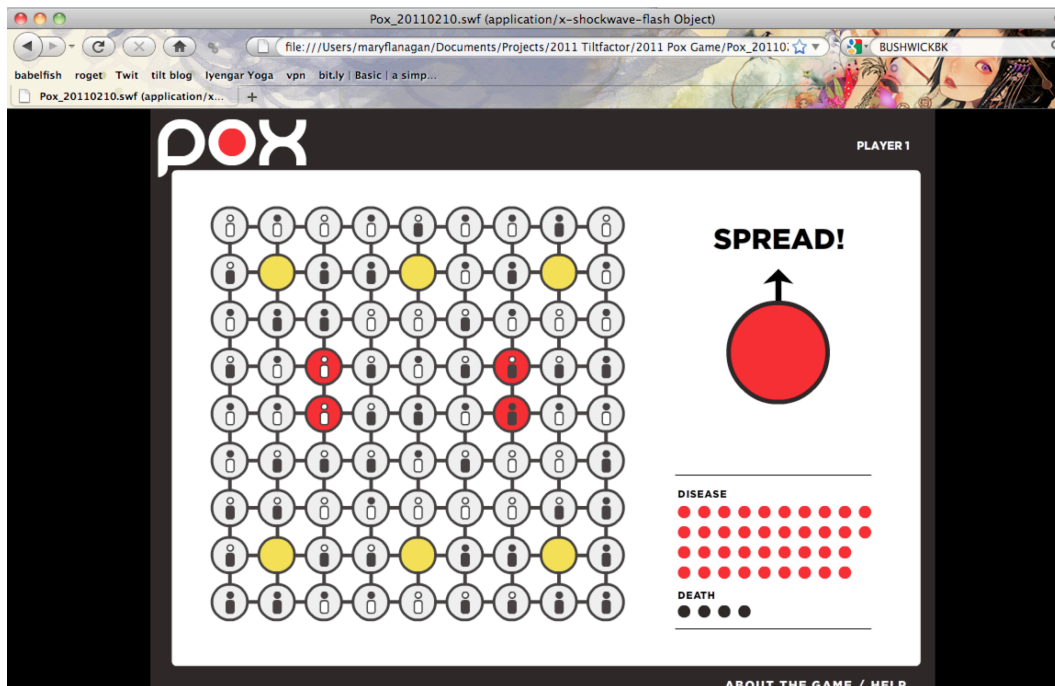 Pox_20110210.swf (application/x-shockwave-flash Object)
file:///Users/maryflanagan/Documents/Projects/2011 Tiltfactor/2011 Pox Game/Pox_20110
BUSHWICKBK
babelfish roget Twit tilt blog Iyengar Yoga vpn bit.ly | Basic | a simp...
Pox_20110210.swf (application/x... +
pox
PLAYER 1
SPREAD!
DISEASE
DEATH
ABOUT THE GAME / HELP